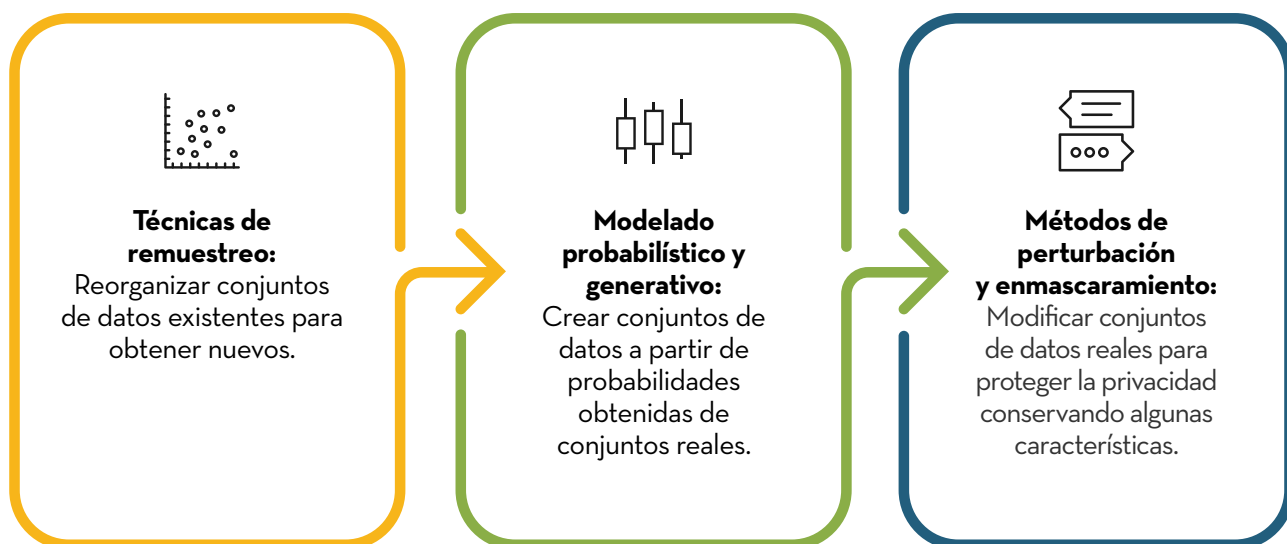 Técnicas de
remuestreo:
Reorganizar conjuntos
de datos existentes para
obtener nuevos.
Modelado
probabilístico y
generativo:
Crear conjuntos de
datos a partir de
probabilidades
obtenidas de
conjuntos reales.
Métodos de
perturbación
y enmascaramiento:
Modificar conjuntos
de datos reales para
proteger la privacidad
conservando algunas
características.